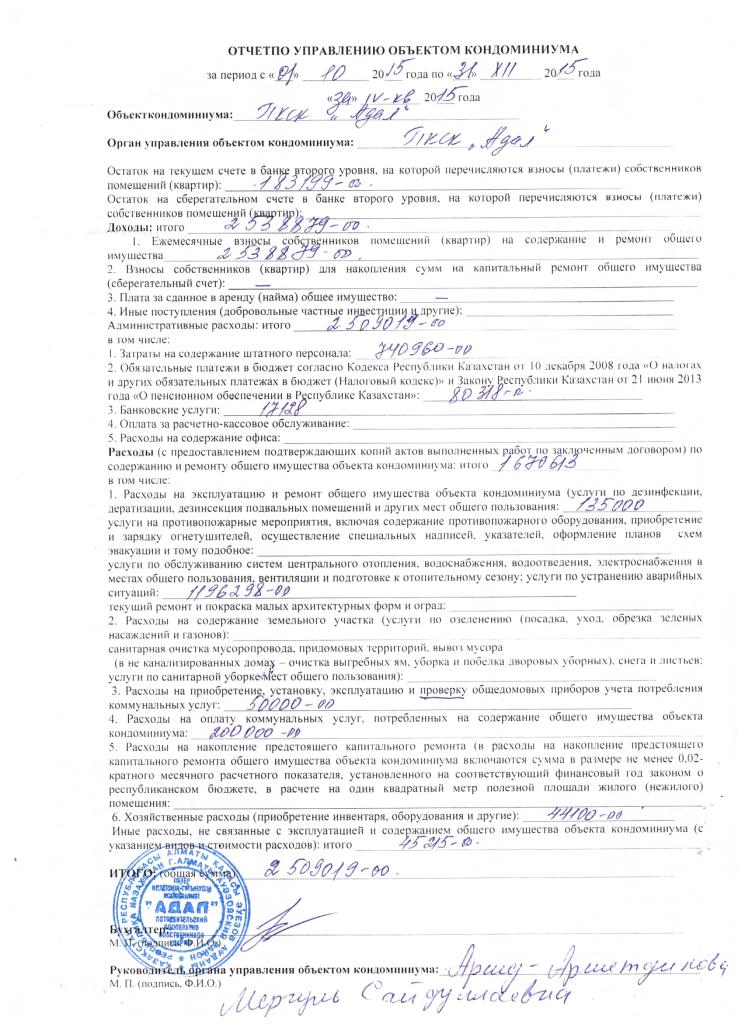 ОТЧЕТПО УПРАВЛЕНИЮ ОБЪЕКТОМ КОНДОМИНИУМА
за период с «01» 10 2015 года по «31» XII 2015 года
«за» IV-кв 2015 года
Объекткондоминиума: ПКСК „Адал“
Орган управления объектом кондоминиума: ПКСК „Адал“
Остаток на текущем счете в банке второго уровня, на которой перечисляются взносы (платежи) собственников
помещений (квартир): 183199-00.
Остаток на сберегательном счете в банке второго уровня, на которой перечисляются взносы (платежи)
собственников помещений (квартир):
Доходы: итого 2538879-00.
1. Ежемесячные взносы собственников помещений (квартир) на содержание и ремонт общего
имущества 2538879-00.
2. Взносы собственников (квартир) для накопления сумм на капитальный ремонт общего имущества
(сберегательный счет): —
3. Плата за сданное в аренду (найма) общее имущество: —
4. Иные поступления (добровольные частные инвестиции и другие):
Административные расходы: итого 2509019-00
в том числе:
1. Затраты на содержание штатного персонала: 740960-00
2. Обязательные платежи в бюджет согласно Кодекса Республики Казахстан от 10 декабря 2008 года «О налогах
и других обязательных платежах в бюджет (Налоговый кодекс)» и Закону Республики Казахстан от 21 июня 2013
года «О пенсионном обеспечении в Республике Казахстан»: 80318-00.
3. Банковские услуги: 17128
4. Оплата за расчетно-кассовое обслуживание:
5. Расходы на содержание офиса:
Расходы (с предоставлением подтверждающих копий актов выполненных работ по заключенным договором) по
содержанию и ремонту общего имущества объекта кондоминиума: итого 1670613
в том числе:
1. Расходы на эксплуатацию и ремонт общего имущества объекта кондоминиума (услуги по дезинфекции,
дератизации, дезинсекция подвальных помещений и других мест общего пользования: 135000
услуги на противопожарные мероприятия, включая содержание противопожарного оборудования, приобретение
и зарядку огнетушителей, осуществление специальных надписей, указателей, оформление планов схем
эвакуации и тому подобное:
услуги по обслуживанию систем центрального отопления, водоснабжения, водоотведения, электроснабжения в
местах общего пользования, вентиляции и подготовке к отопительному сезону; услуги по устранению аварийных
ситуаций: 1196298-00
текущий ремонт и покраска малых архитектурных форм и оград:
2. Расходы на содержание земельного участка (услуги по озеленению (посадка, уход, обрезка зеленых
насаждений и газонов):
санитарная очистка мусоропровода, придомовых территорий, вывоз мусора
(в не канализированных домах – очистка выгребных ям, уборка и побелка дворовых уборных), снега и листьев;
услуги по санитарной уборке мест общего пользования):
3. Расходы на приобретение, установку, эксплуатацию и проверку общедомовых приборов учета потребления
коммунальных услуг: 50000-00
4. Расходы на оплату коммунальных услуг, потребленных на содержание общего имущества объекта
кондоминиума: 200000-00
5. Расходы на накопление предстоящего капитального ремонта (в расходы на накопление предстоящего
капитального ремонта общего имущества объекта кондоминиума включаются сумма в размере не менее 0,02-
кратного месячного расчетного показателя, установленного на соответствующий финансовый год законом о
республиканском бюджете, в расчете на один квадратный метр полезной площади жилого (нежилого)
помещения:
6. Хозяйственные расходы (приобретение инвентаря, оборудования и другие): 44100-00
Иные расходы, не связанные с эксплуатацией и содержанием общего имущества объекта кондоминиума (с
указанием видов и стоимости расходов): итого 45215-00.
ИТОГО: (общая сумма) 2509019-00.
"АДАЛ"
ПОТРЕБИТЕЛЬСКИЙ
КООПЕРАТИВ
СОБСТВЕННИКОВ
КВАРТИР
Бухгалтер:
М. П. (подпись, Ф.И.О.)
Руководитель органа управления объектом кондоминиума:
М. П. (подпись, Ф.И.О.)